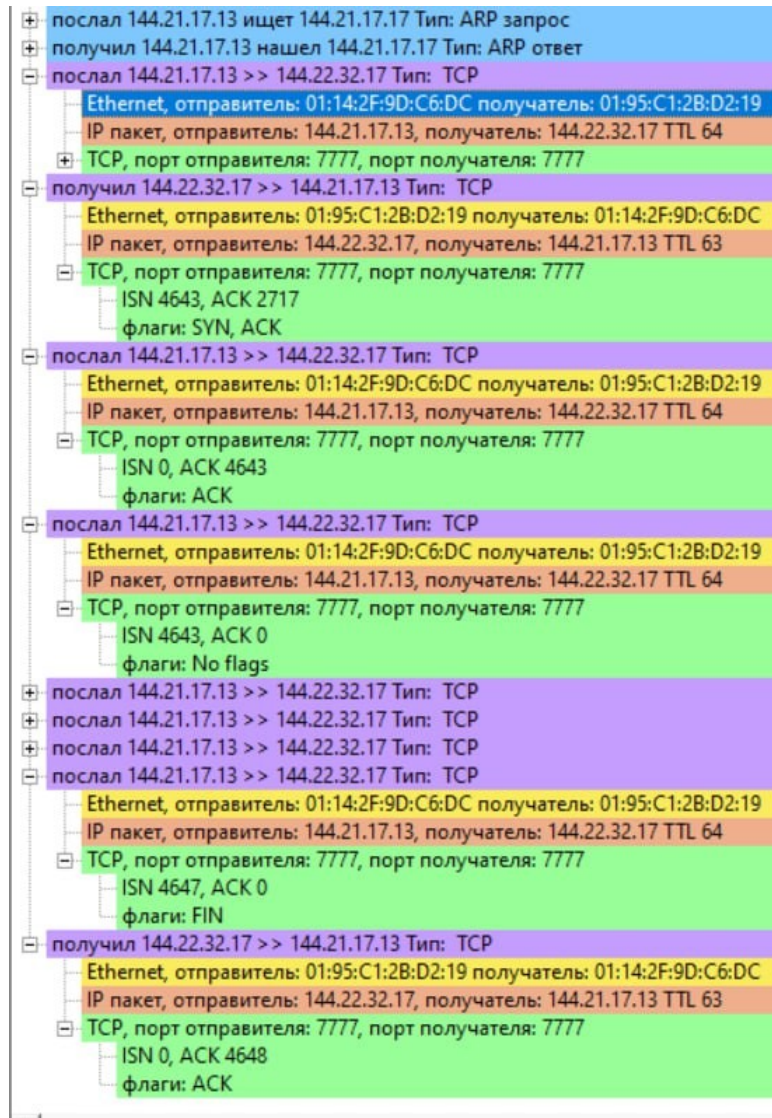 послал 144.21.17.13 ищет 144.21.17.17 Тип: ARP запрос
получил 144.21.17.13 нашел 144.21.17.17 Тип: ARP ответ
послал 144.21.17.13 >> 144.22.32.17 Тип: TCP
Ethernet, отправитель: 01:14:2F:9D:C6:DC получатель: 01:95:C1:2B:D2:19
IP пакет, отправитель: 144.21.17.13, получатель: 144.22.32.17 TTL 64
TCP, порт отправителя: 7777, порт получателя: 7777
получил 144.22.32.17 >> 144.21.17.13 Тип: TCP
Ethernet, отправитель: 01:95:C1:2B:D2:19 получатель: 01:14:2F:9D:C6:DC
IP пакет, отправитель: 144.22.32.17, получатель: 144.21.17.13 TTL 63
TCP, порт отправителя: 7777, порт получателя: 7777
ISN 4643, ACK 2717
флаги: SYN, ACK
послал 144.21.17.13 >> 144.22.32.17 Тип: TCP
Ethernet, отправитель: 01:14:2F:9D:C6:DC получатель: 01:95:C1:2B:D2:19
IP пакет, отправитель: 144.21.17.13, получатель: 144.22.32.17 TTL 64
TCP, порт отправителя: 7777, порт получателя: 7777
ISN 0, ACK 4643
флаги: ACK
послал 144.21.17.13 >> 144.22.32.17 Тип: TCP
Ethernet, отправитель: 01:14:2F:9D:C6:DC получатель: 01:95:C1:2B:D2:19
IP пакет, отправитель: 144.21.17.13, получатель: 144.22.32.17 TTL 64
TCP, порт отправителя: 7777, порт получателя: 7777
ISN 4643, ACK 0
флаги: No flags
послал 144.21.17.13 >> 144.22.32.17 Тип: TCP
послал 144.21.17.13 >> 144.22.32.17 Тип: TCP
послал 144.21.17.13 >> 144.22.32.17 Тип: TCP
послал 144.21.17.13 >> 144.22.32.17 Тип: TCP
Ethernet, отправитель: 01:14:2F:9D:C6:DC получатель: 01:95:C1:2B:D2:19
IP пакет, отправитель: 144.21.17.13, получатель: 144.22.32.17 TTL 64
TCP, порт отправителя: 7777, порт получателя: 7777
ISN 4647, ACK 0
флаги: FIN
получил 144.22.32.17 >> 144.21.17.13 Тип: TCP
Ethernet, отправитель: 01:95:C1:2B:D2:19 получатель: 01:14:2F:9D:C6:DC
IP пакет, отправитель: 144.22.32.17, получатель: 144.21.17.13 TTL 63
TCP, порт отправителя: 7777, порт получателя: 7777
ISN 0, ACK 4648
флаги: ACK